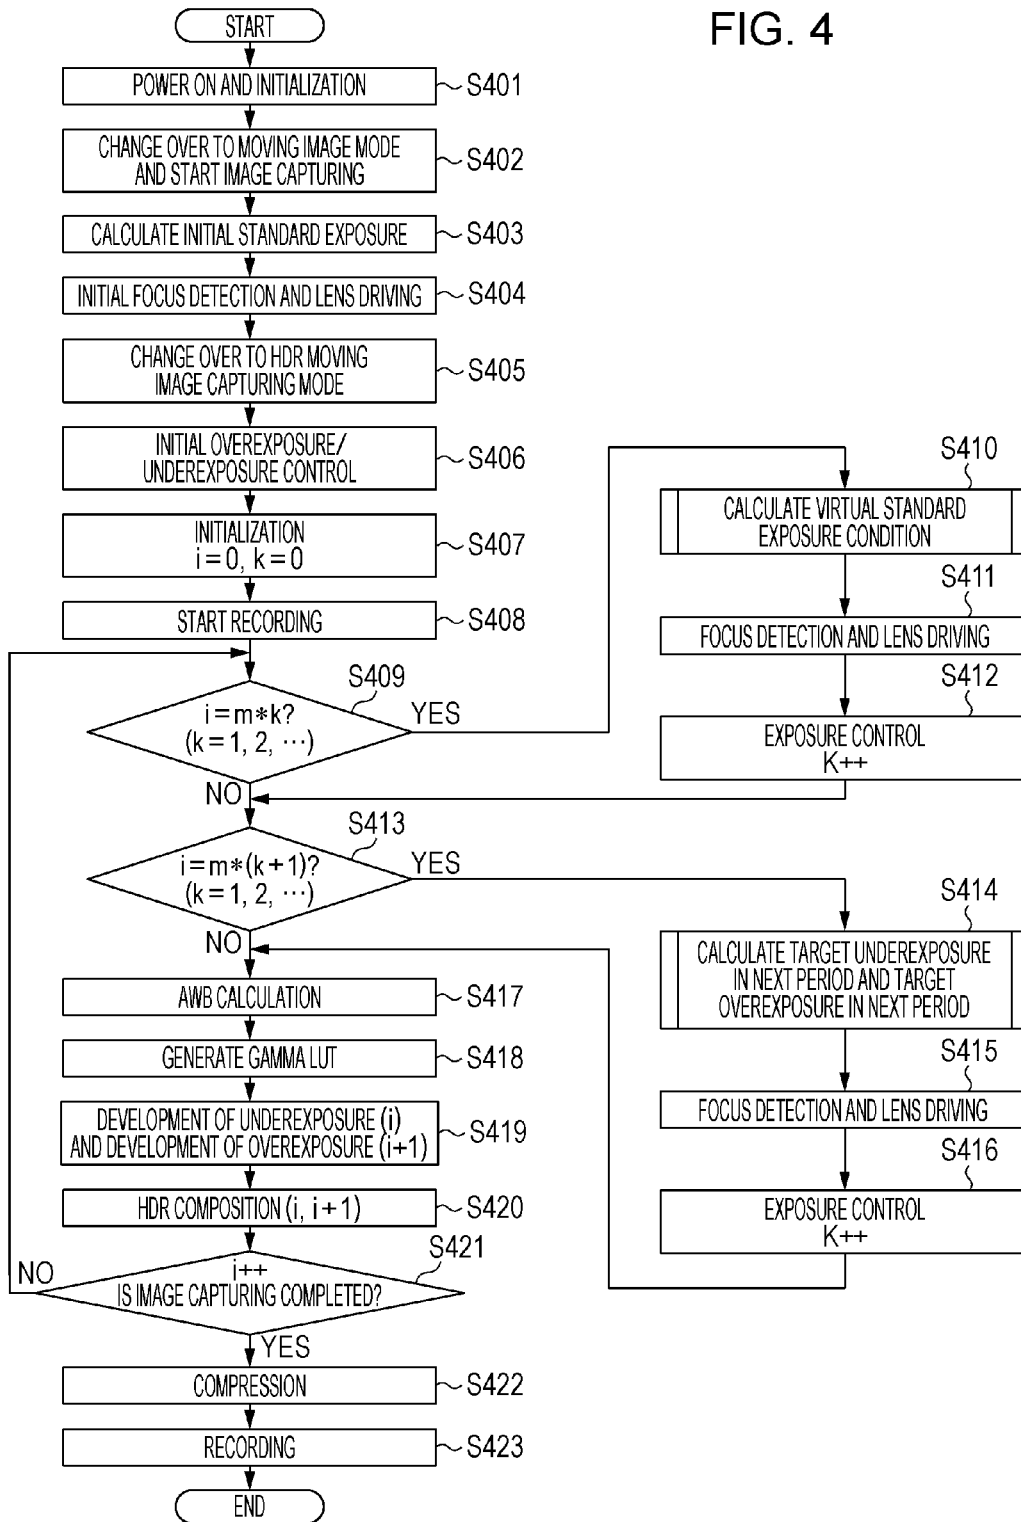 FIG. 4
START
POWER ON AND INITIALIZATION
S401
CHANGE OVER TO MOVING IMAGE MODE
AND START IMAGE CAPTURING
S402
CALCULATE INITIAL STANDARD EXPOSURE
S403
INITIAL FOCUS DETECTION AND LENS DRIVING
S404
CHANGE OVER TO HDR MOVING
IMAGE CAPTURING MODE
S405
INITIAL OVEREXPOSURE/
UNDEREXPOSURE CONTROL
S406
INITIALIZATION
i=0, k=0
S407
START RECORDING
S408
S409
i=m*k?
(k=1, 2, ⋯)
YES
NO
S410
CALCULATE VIRTUAL STANDARD
EXPOSURE CONDITION
S411
FOCUS DETECTION AND LENS DRIVING
S412
EXPOSURE CONTROL
K++
S413
i=m*(k+1)?
(k=1, 2, ⋯)
YES
NO
S414
CALCULATE TARGET UNDEREXPOSURE
IN NEXT PERIOD AND TARGET
OVEREXPOSURE IN NEXT PERIOD
S415
FOCUS DETECTION AND LENS DRIVING
S416
EXPOSURE CONTROL
K++
AWB CALCULATION
S417
GENERATE GAMMA LUT
S418
DEVELOPMENT OF UNDEREXPOSURE (i)
AND DEVELOPMENT OF OVEREXPOSURE (i+1)
S419
HDR COMPOSITION (i, i+1)
S420
S421
i++
IS IMAGE CAPTURING COMPLETED?
NO
YES
COMPRESSION
S422
RECORDING
S423
END